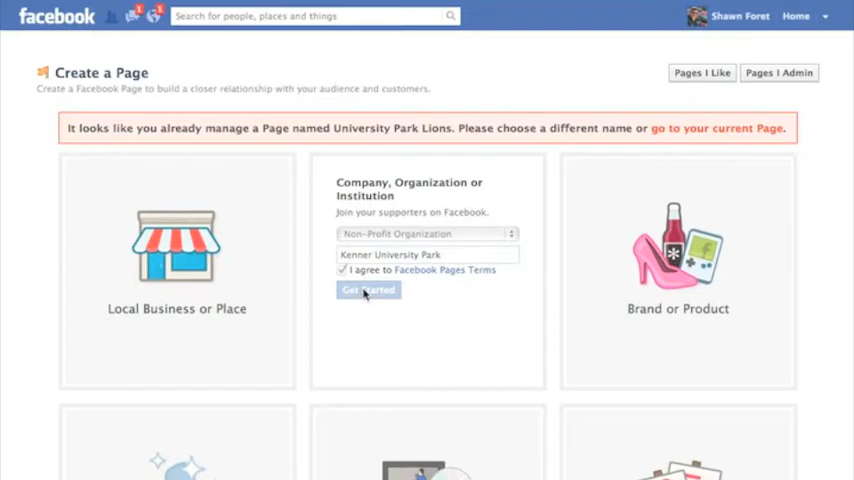 facebook
1
1
Search for people, places and things
Shawn Foret
Home
Create a Page
Create a Facebook Page to build a closer relationship with your audience and customers.
Pages I Like
Pages I Admin
It looks like you already manage a Page named University Park Lions. Please choose a different name or go to your current Page.
Local Business or Place
Company, Organization or
Institution
Join your supporters on Facebook.
Non-Profit Organization
Kenner University Park
I agree to Facebook Pages Terms
Get Started
Brand or Product